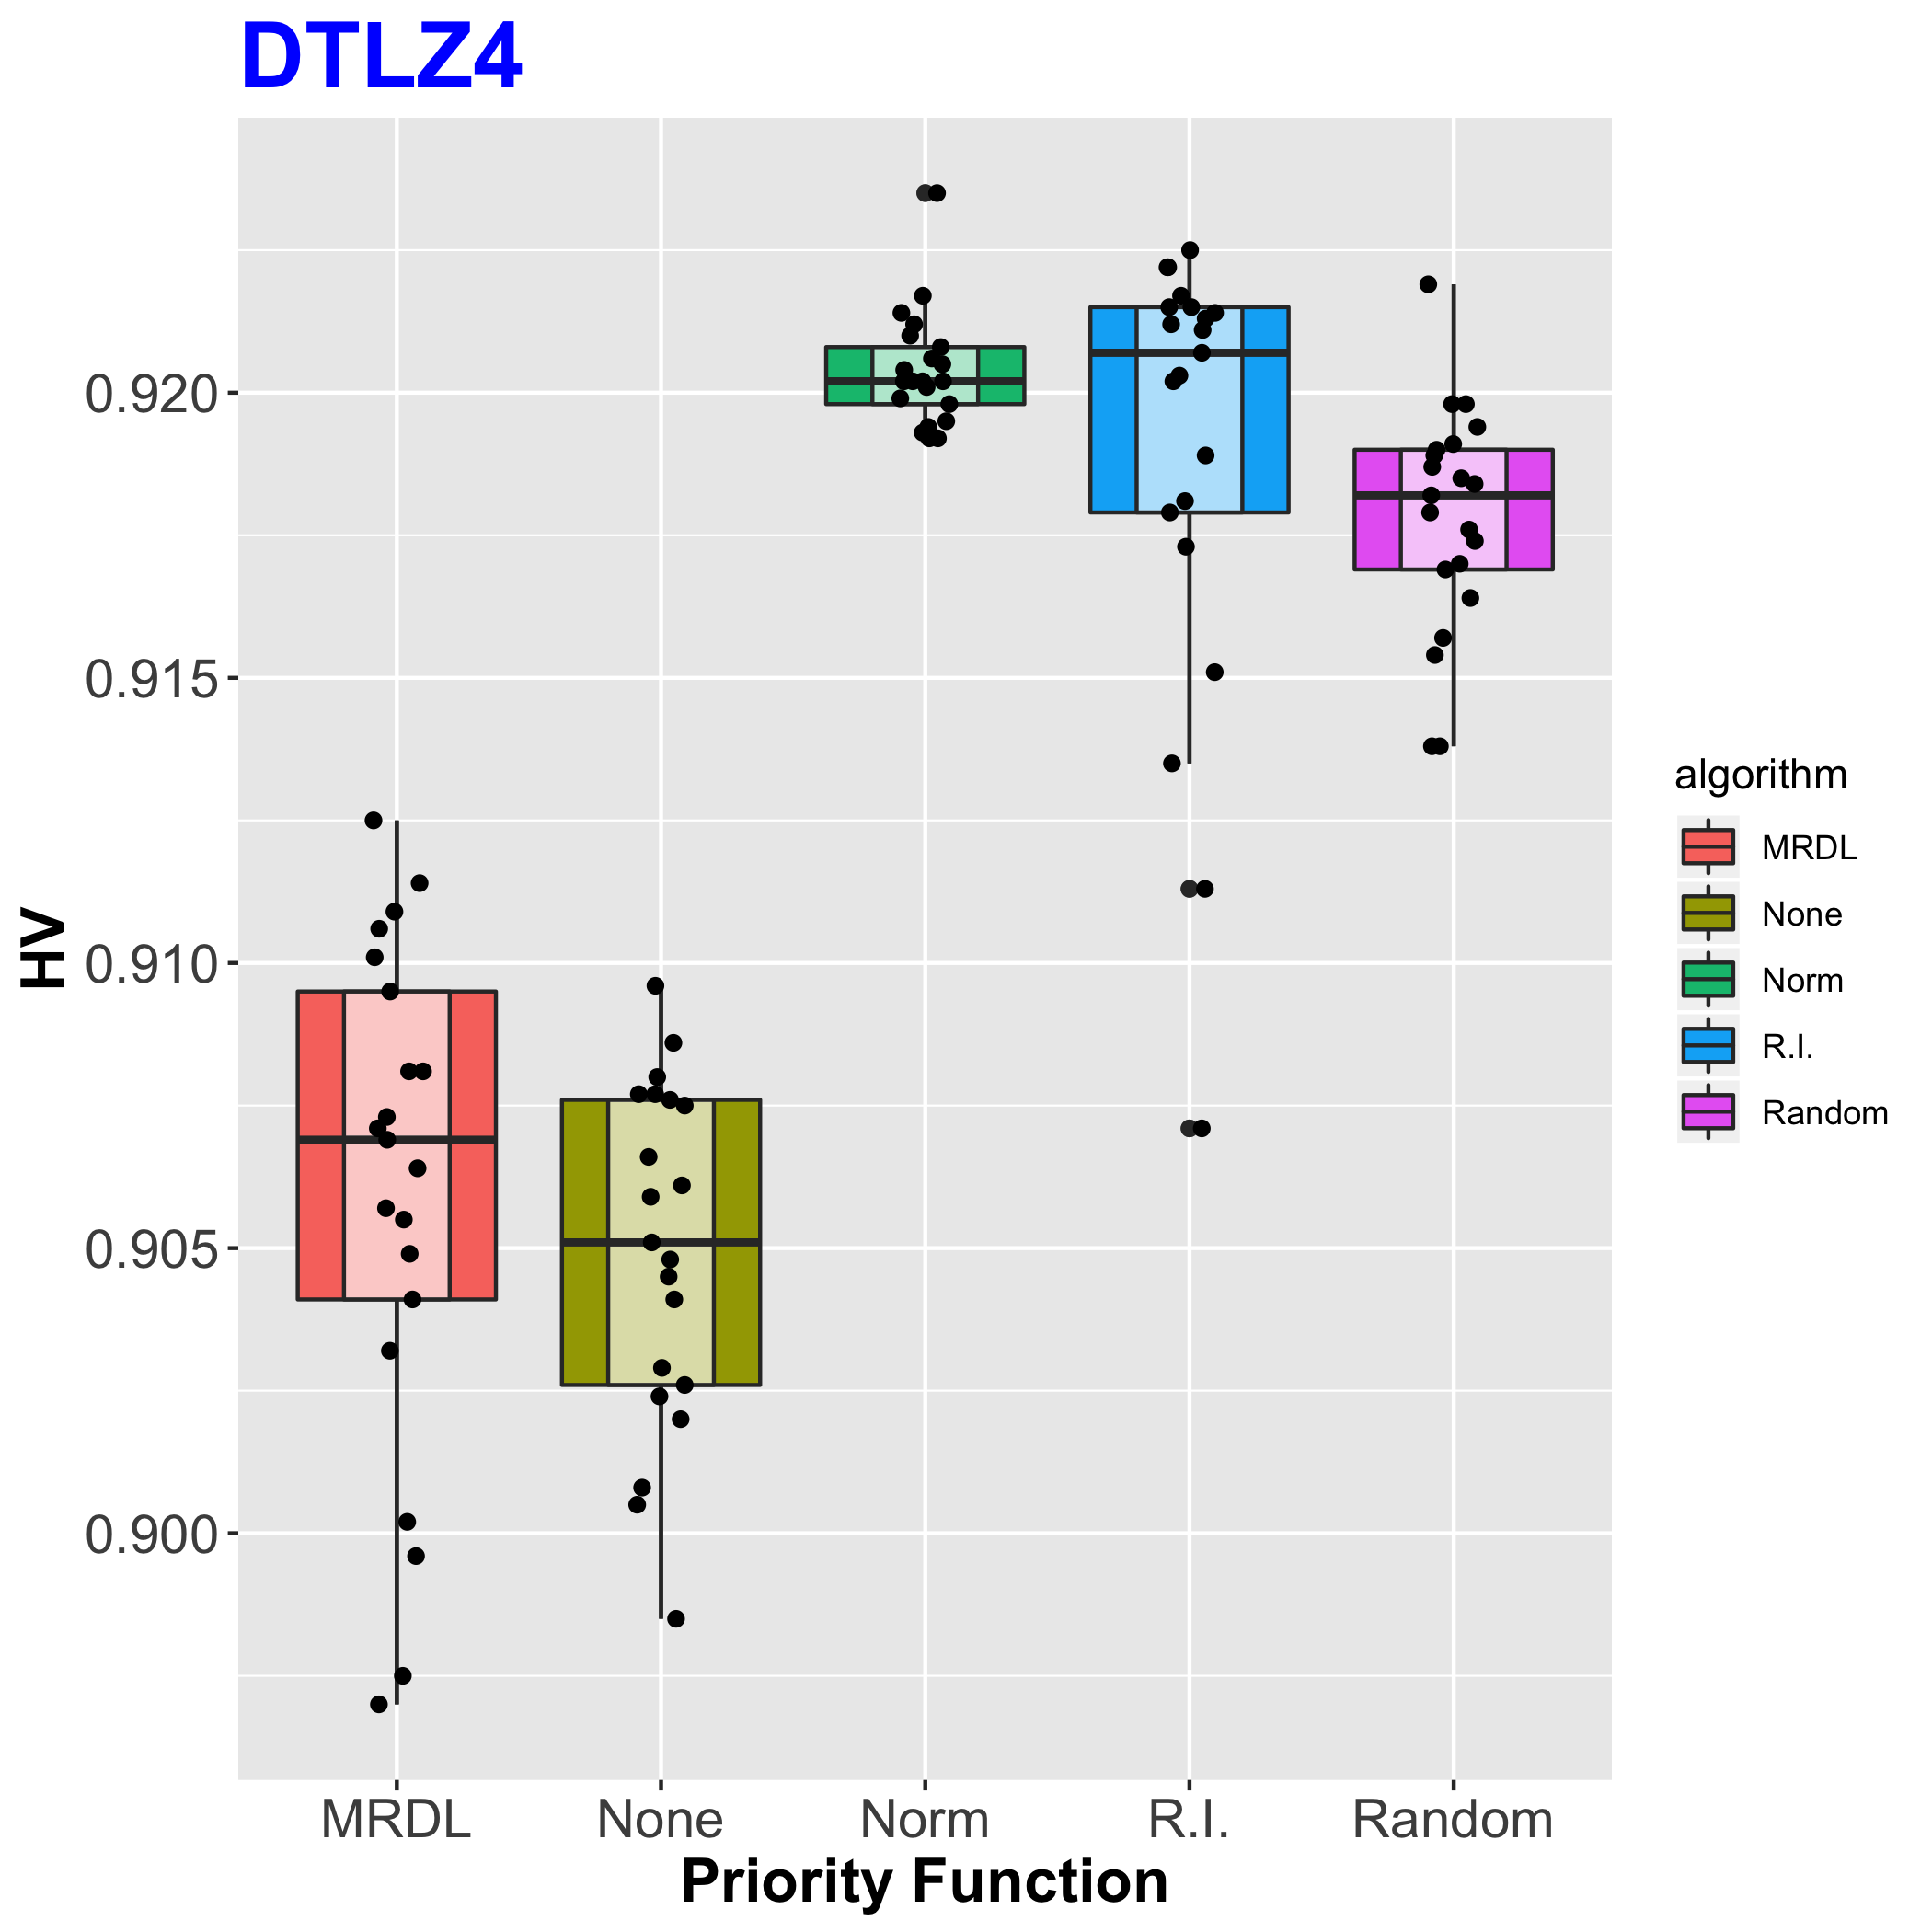 DTLZ4
HV
0.920
0.915
0.910
0.905
0.900
MRDL None Norm R.I. Random
Priority Function
algorithm
MRDL
None
Norm
R.I.
Random